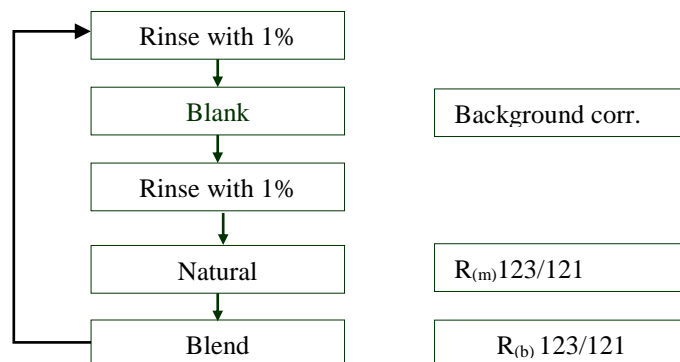 Rinse with 1%
Blank
Background corr.
Rinse with 1%
Natural
R(m)123/121
Blend
R(b) 123/121